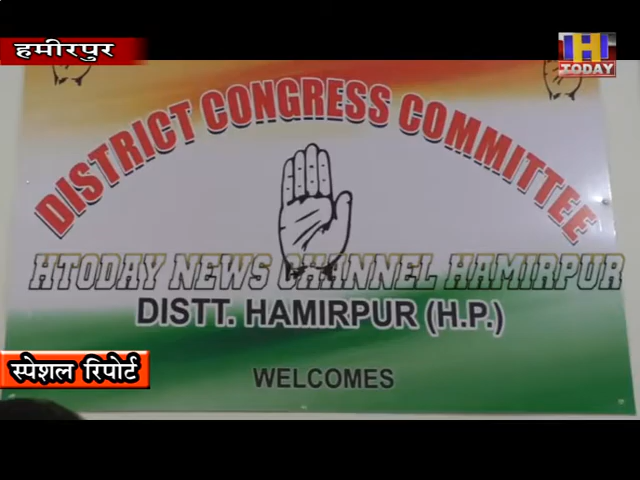 हमीरपुर
H
TODAY
DISTRICT CONGRESS COMMITTEE
HTODAY NEWS CHANNEL HAMIRPUR
DISTT. HAMIRPUR (H.P.)
स्पेशल रिपोर्ट
WELCOMES